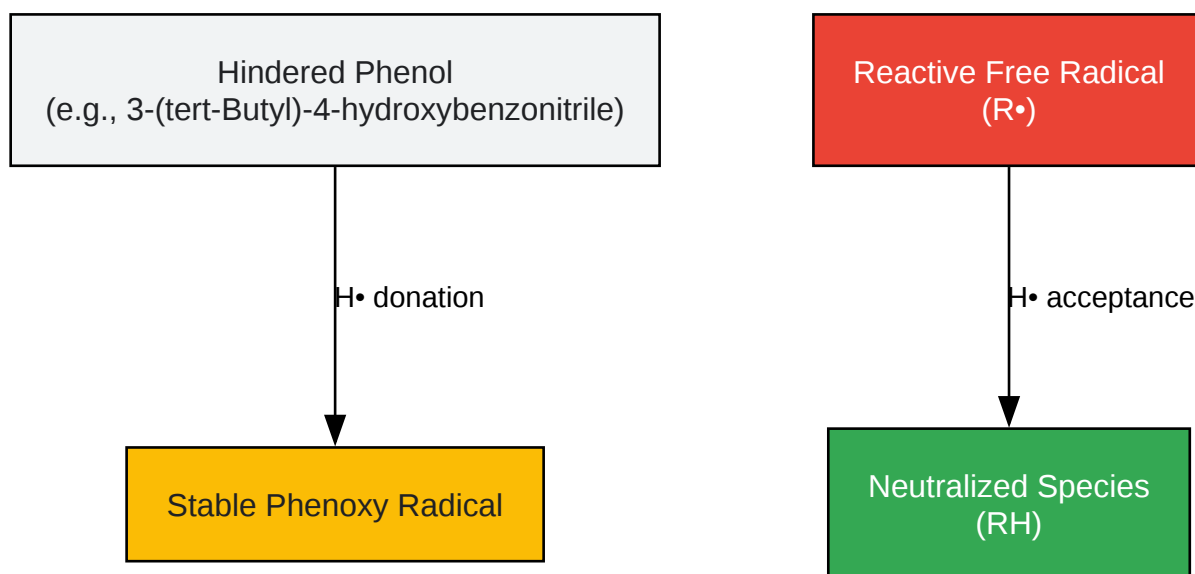 Hindered Phenol
(e.g., 3-(tert-Butyl)-4-hydroxybenzonitrile)
Reactive Free Radical
(R•)
H• donation
H• acceptance
Stable Phenoxy Radical
Neutralized Species
(RH)